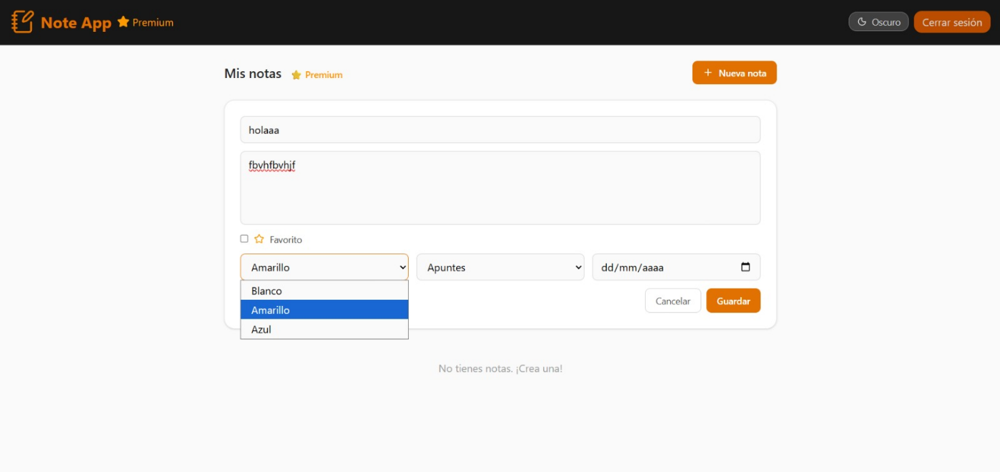 Note App Premium Oscuro Cerrar sesión
Mis notas Premium + Nueva nota
holaaa
fbvhfbvhjf
Favorito
Amarillo Apuntes dd/mm/aaaa
Blanco Cancelar Guardar
Amarillo
Azul
No tienes notas. ¡Crea una!